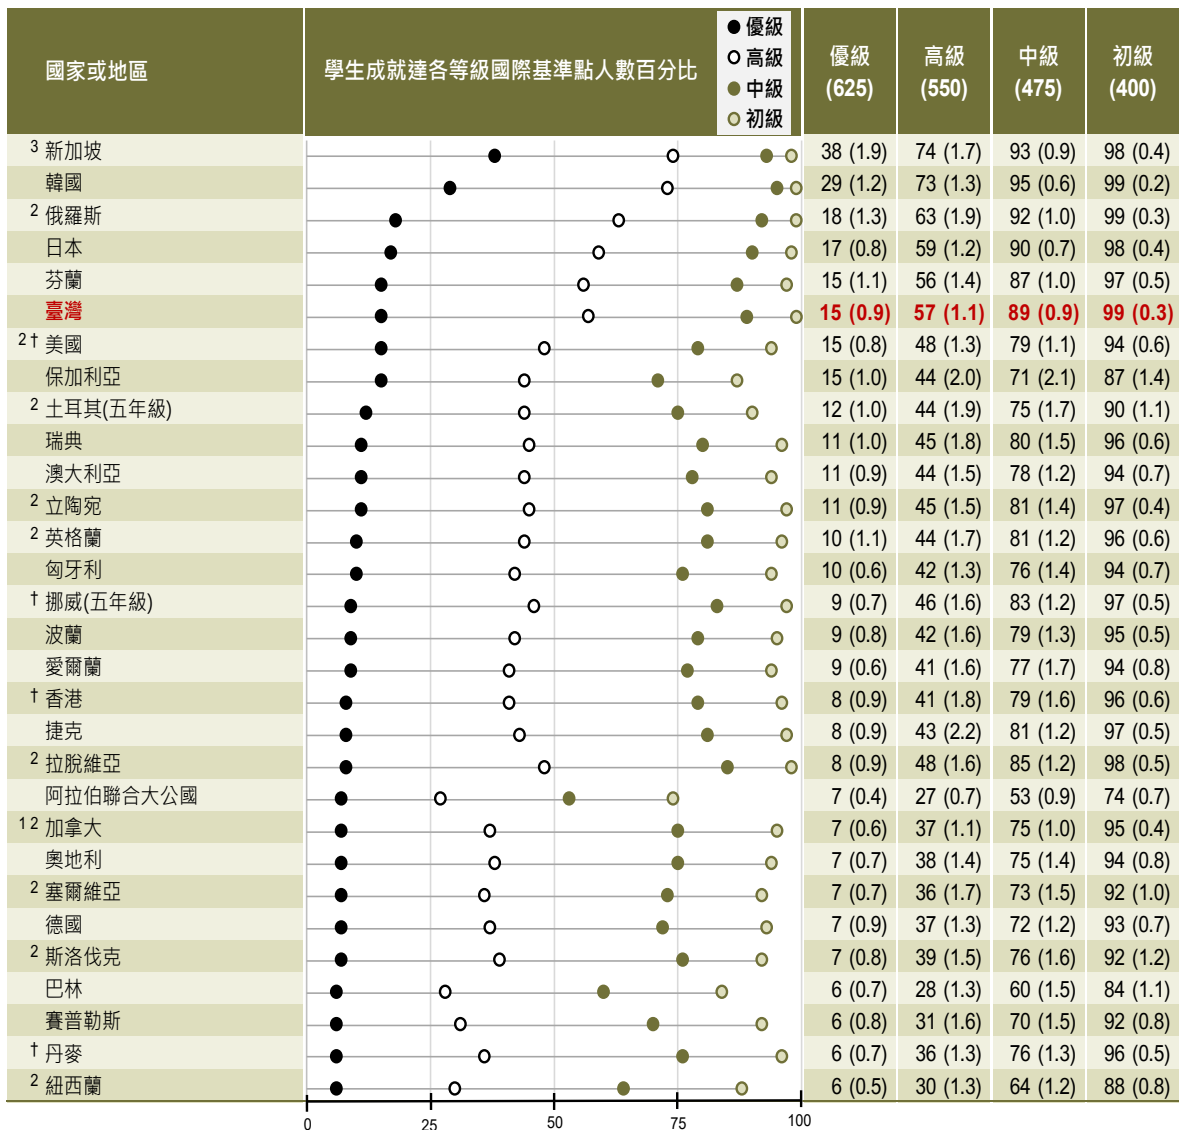 國家或地區 學生成就達各等級國際基準點人數百分比 優級 (625) 高級 (550) 中級 (475) 初級 (400)
優級
高級
中級
初級
3 新加坡 38 (1.9) 74 (1.7) 93 (0.9) 98 (0.4)
韓國 29 (1.2) 73 (1.3) 95 (0.6) 99 (0.2)
2 俄羅斯 18 (1.3) 63 (1.9) 92 (1.0) 99 (0.3)
日本 17 (0.8) 59 (1.2) 90 (0.7) 98 (0.4)
芬蘭 15 (1.1) 56 (1.4) 87 (1.0) 97 (0.5)
臺灣 15 (0.9) 57 (1.1) 89 (0.9) 99 (0.3)
2† 美國 15 (0.8) 48 (1.3) 79 (1.1) 94 (0.6)
保加利亞 15 (1.0) 44 (2.0) 71 (2.1) 87 (1.4)
2 土耳其(五年級) 12 (1.0) 44 (1.9) 75 (1.7) 90 (1.1)
瑞典 11 (1.0) 45 (1.8) 80 (1.5) 96 (0.6)
澳大利亞 11 (0.9) 44 (1.5) 78 (1.2) 94 (0.7)
2 立陶宛 11 (0.9) 45 (1.5) 81 (1.4) 97 (0.4)
2 英格蘭 10 (1.1) 44 (1.7) 81 (1.2) 96 (0.6)
匈牙利 10 (0.6) 42 (1.3) 76 (1.4) 94 (0.7)
† 挪威(五年級) 9 (0.7) 46 (1.6) 83 (1.2) 97 (0.5)
波蘭 9 (0.8) 42 (1.6) 79 (1.3) 95 (0.5)
愛爾蘭 9 (0.6) 41 (1.6) 77 (1.7) 94 (0.8)
† 香港 8 (0.9) 41 (1.8) 79 (1.6) 96 (0.6)
捷克 8 (0.9) 43 (2.2) 81 (1.2) 97 (0.5)
2 拉脫維亞 8 (0.9) 48 (1.6) 85 (1.2) 98 (0.5)
阿拉伯聯合大公國 7 (0.4) 27 (0.7) 53 (0.9) 74 (0.7)
1 2 加拿大 7 (0.6) 37 (1.1) 75 (1.0) 95 (0.4)
奧地利 7 (0.7) 38 (1.4) 75 (1.4) 94 (0.8)
2 塞爾維亞 7 (0.7) 36 (1.7) 73 (1.5) 92 (1.0)
德國 7 (0.9) 37 (1.3) 72 (1.2) 93 (0.7)
2 斯洛伐克 7 (0.8) 39 (1.5) 76 (1.6) 92 (1.2)
巴林 6 (0.7) 28 (1.3) 60 (1.5) 84 (1.1)
賽普勒斯 6 (0.8) 31 (1.6) 70 (1.5) 92 (0.8)
† 丹麥 6 (0.7) 36 (1.3) 76 (1.3) 96 (0.5)
2 紐西蘭 6 (0.5) 30 (1.3) 64 (1.2) 88 (0.8)
0 25 50 75 100